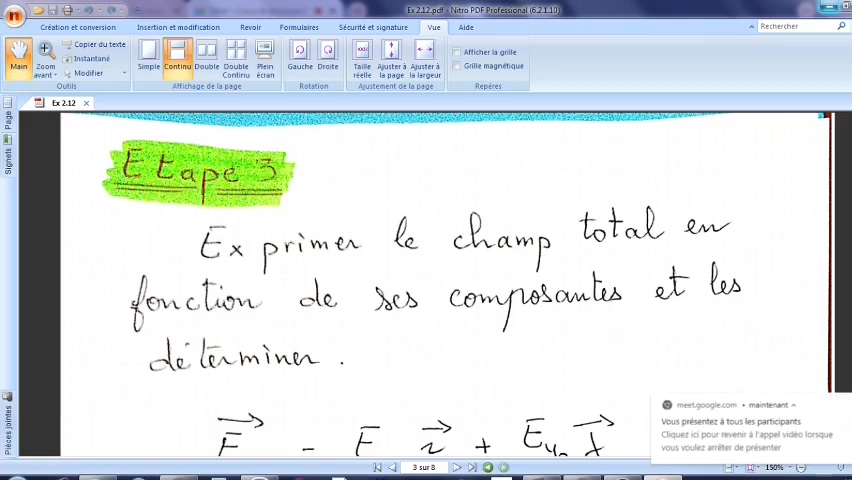 Ex 2.12.pdf - Nitro PDF Professional (6.2.1.10)
Création et conversion
Insertion et modification
Revoir
Formulaires
Sécurité et signature
Vue
Aide
Rechercher
Main
Zoom avant
Copier du texte
Instantané
Modifier
Outils
Simple
Continu
Double
Double Continu
Plein écran
Affichage de la page
Gauche
Droite
Rotation
Taille réelle
Ajuster à la page
Ajuster à la largeur
Ajustement de la page
Afficher la grille
Grille magnétique
Repères
Ex 2.12
Page
Signets
Pièces jointes
Etape 3
Exprimer le champ total en
fonction de ses composantes et les
déterminer .
meet.google.com • maintenant
Vous présentez à tous les participants
Cliquez ici pour revenir à l'appel vidéo lorsque
vous voulez arrêter de présenter
3 sur 8
150%